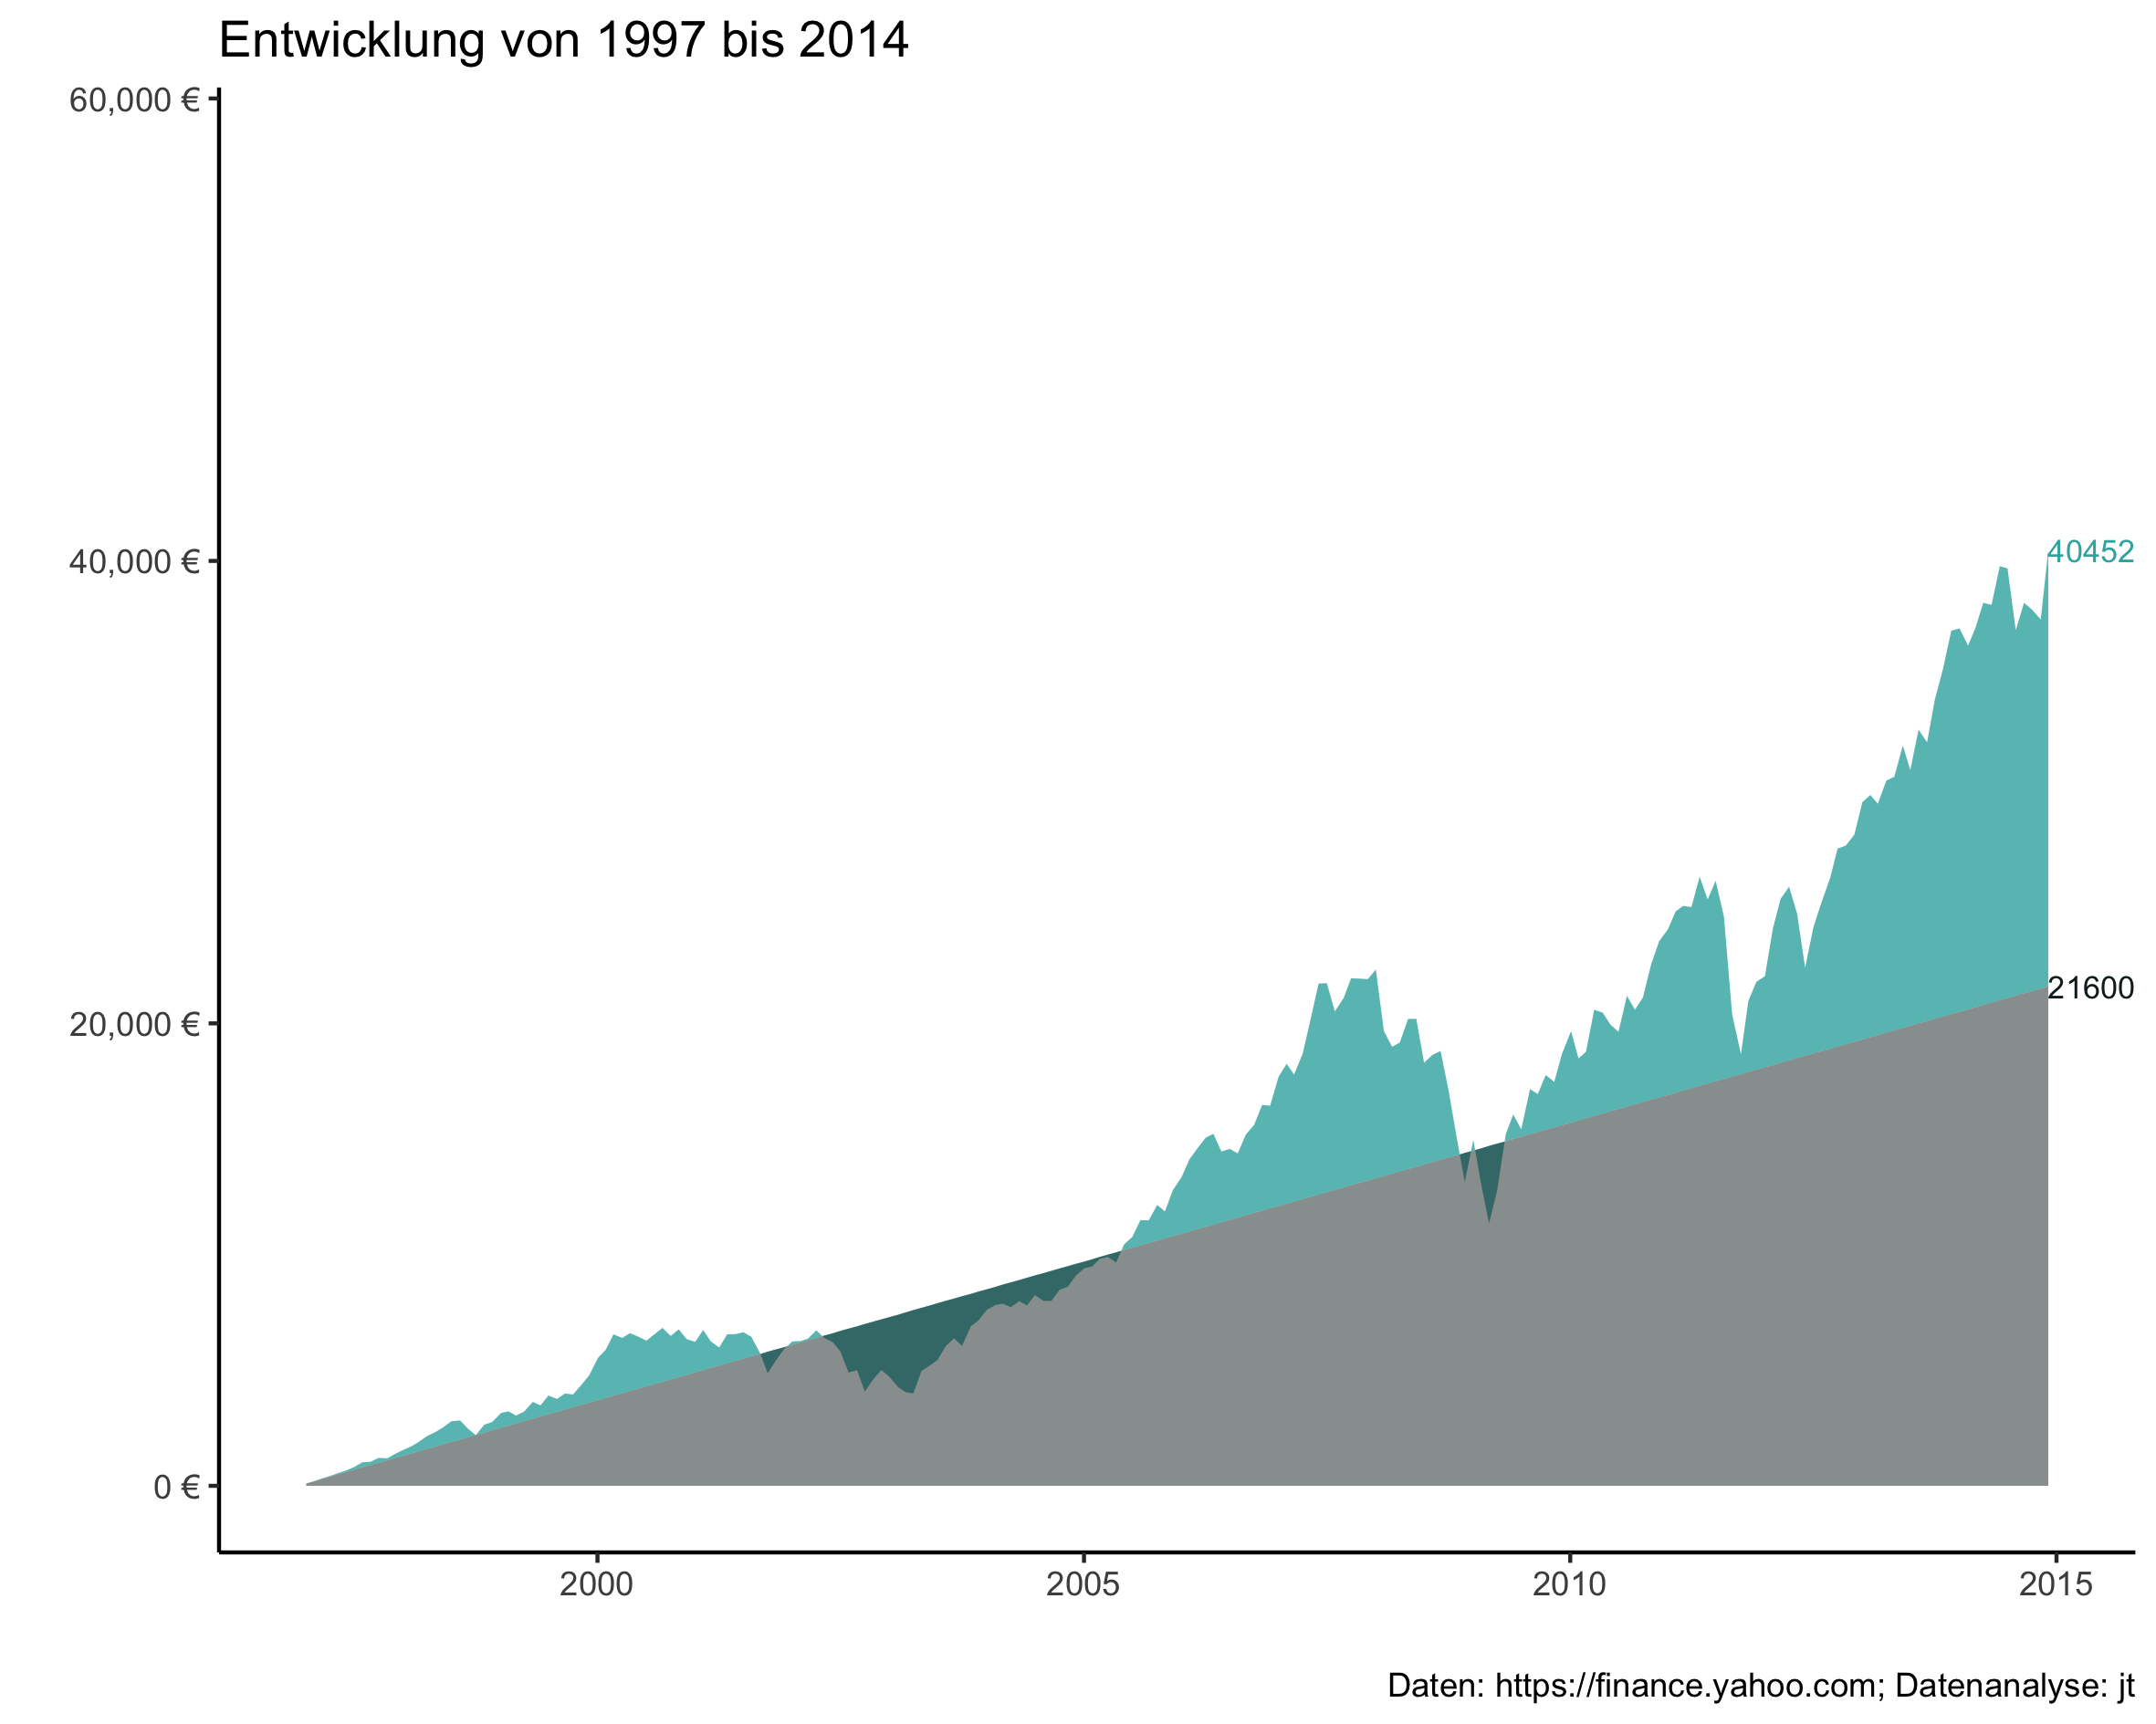 Entwicklung von 1997 bis 2014
60,000 €
40,000 €
40452
21600
20,000 €
0 €
2000 2005 2010 2015
Daten: https://finance.yahoo.com; Datenanalyse: jt